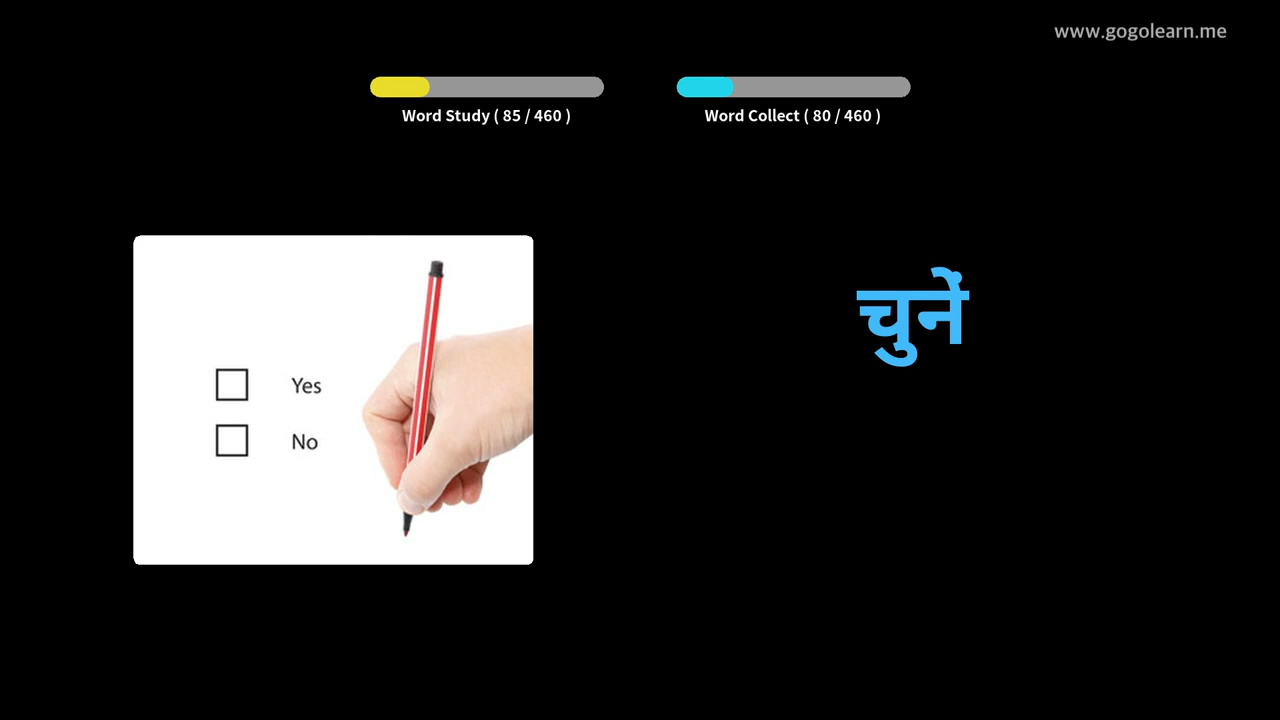 www.gogolearn.me
Word Study ( 85 / 460 )
Word Collect ( 80 / 460 )
Yes
No
चुनें